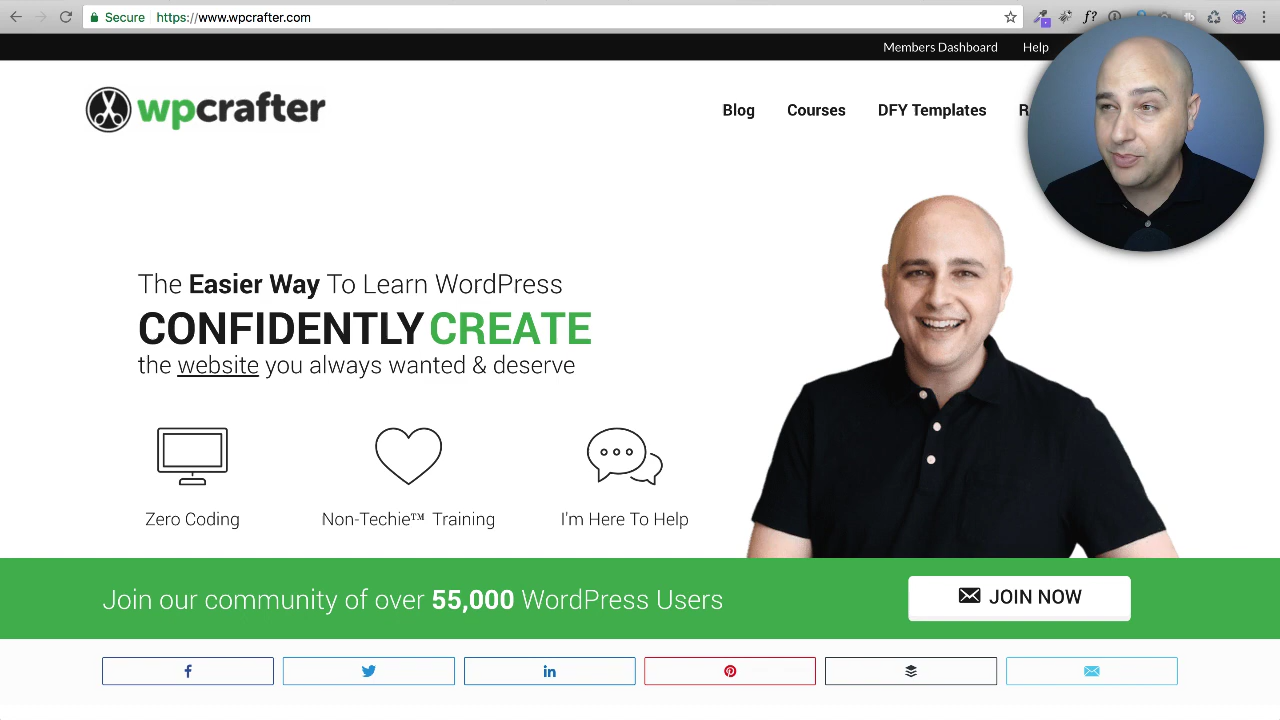 Secure https://www.wpcrafter.com
f?
Members Dashboard Help
wpcrafter
Blog Courses DFY Templates R
The Easier Way To Learn WordPress
CONFIDENTLY CREATE
the website you always wanted & deserve
Zero Coding Non-Techie™ Training I'm Here To Help
Join our community of over 55,000 WordPress Users
JOIN NOW
f in